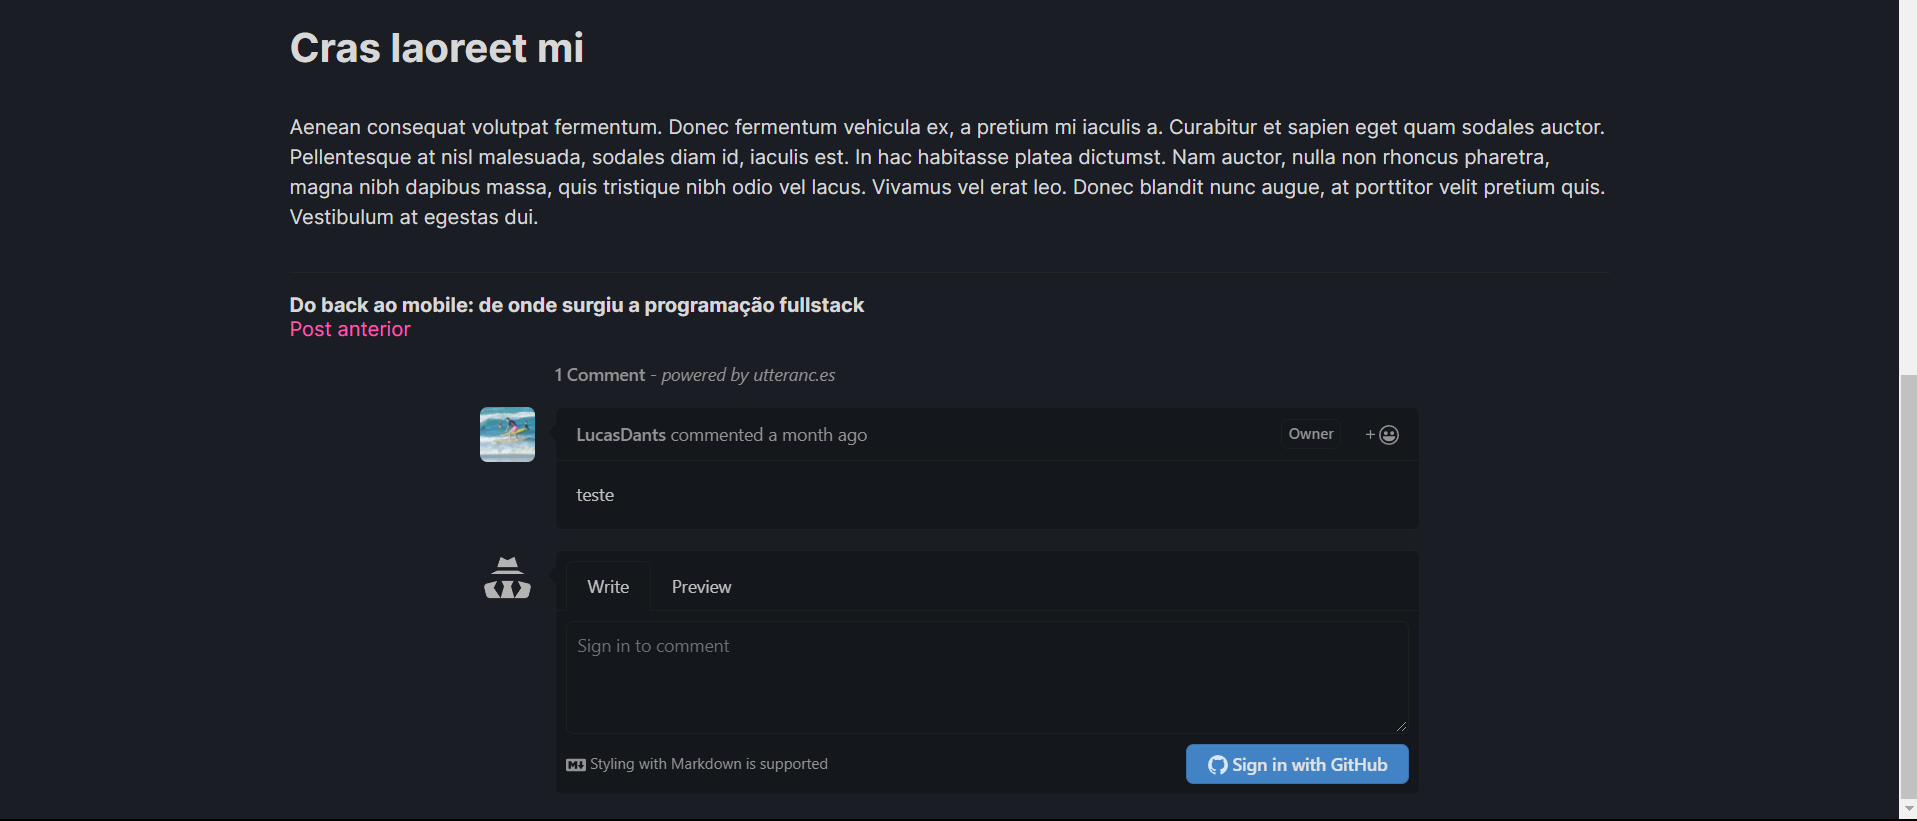 Cras laoreet mi
Aenean consequat volutpat fermentum. Donec fermentum vehicula ex, a pretium mi iaculis a. Curabitur et sapien eget quam sodales auctor.
Pellentesque at nisl malesuada, sodales diam id, iaculis est. In hac habitasse platea dictumst. Nam auctor, nulla non rhoncus pharetra,
magna nibh dapibus massa, quis tristique nibh odio vel lacus. Vivamus vel erat leo. Donec blandit nunc augue, at porttitor velit pretium quis.
Vestibulum at egestas dui.
Do back ao mobile: de onde surgiu a programação fullstack
Post anterior
1 Comment - powered by utteranc.es
LucasDants commented a month ago Owner +
teste
Write Preview
Sign in to comment
Styling with Markdown is supported Sign in with GitHub